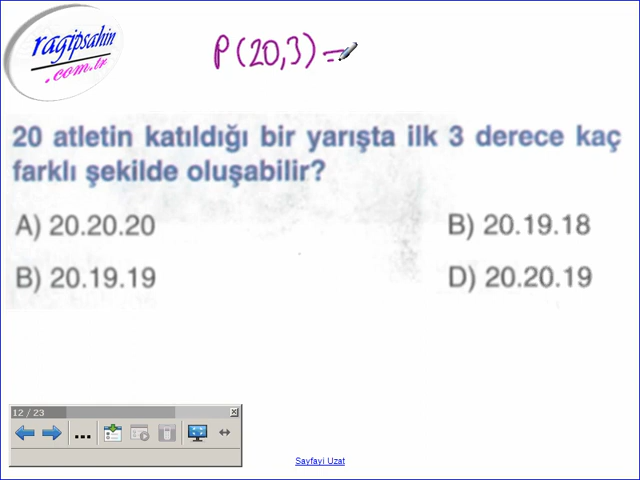 ragipsahin
.com.tr
P(20,3)=
20 atletin katıldığı bir yarışta ilk 3 derece kaç
farklı şekilde oluşabilir?
A) 20.20.20
B) 20.19.18
B) 20.19.19
D) 20.20.19
12 / 23
...
Sayfayi Uzat